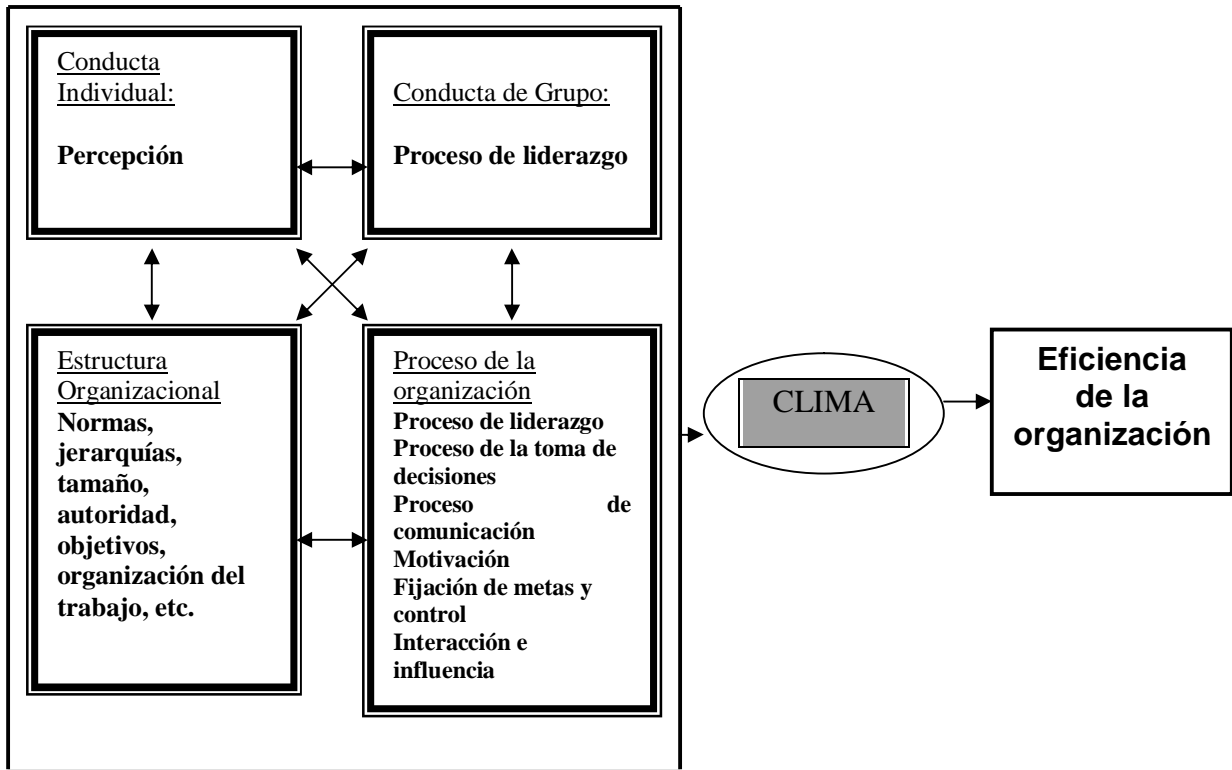 Conducta
Individual:
Percepción
Conducta de Grupo:
Proceso de liderazgo
Estructura
Organizacional
Normas,
jerarquías,
tamaño,
autoridad,
objetivos,
organización del
trabajo, etc.
Proceso de la
organización
Proceso de liderazgo
Proceso de la toma de
decisiones
Proceso de
comunicación
Motivación
Fijación de metas y
control
Interacción e
influencia
CLIMA
Eficiencia
de la
organización